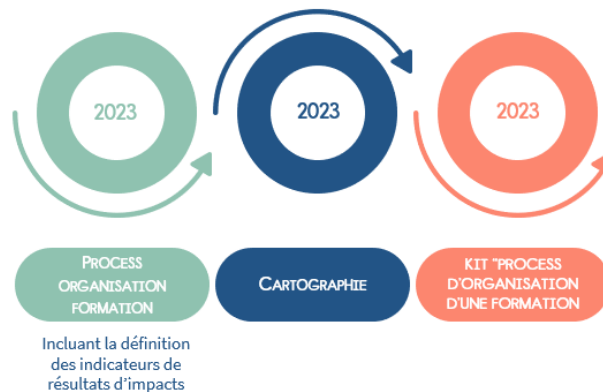 2023
2023
2023
PROCESS
ORGANISATION
FORMATION
CARTOGRAPHIE
KIT "PROCESS
D'ORGANISATION
D'UNE FORMATION
Incluant la définition
des indicateurs de
résultats d'impacts